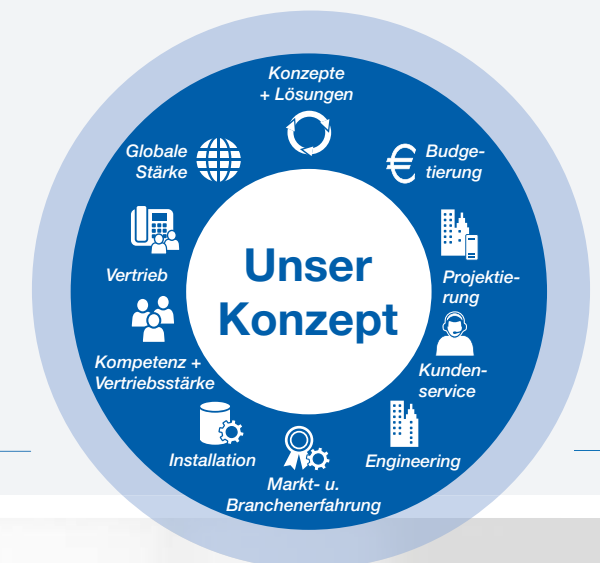 Unser
Konzept
Konzepte
+ Lösungen
Budge-
tierung
Projektie-
rung
Kunden-
service
Engineering
Markt- u.
Branchenerfahrung
Installation
Kompetenz +
Vertriebsstärke
Vertrieb
Globale
Stärke